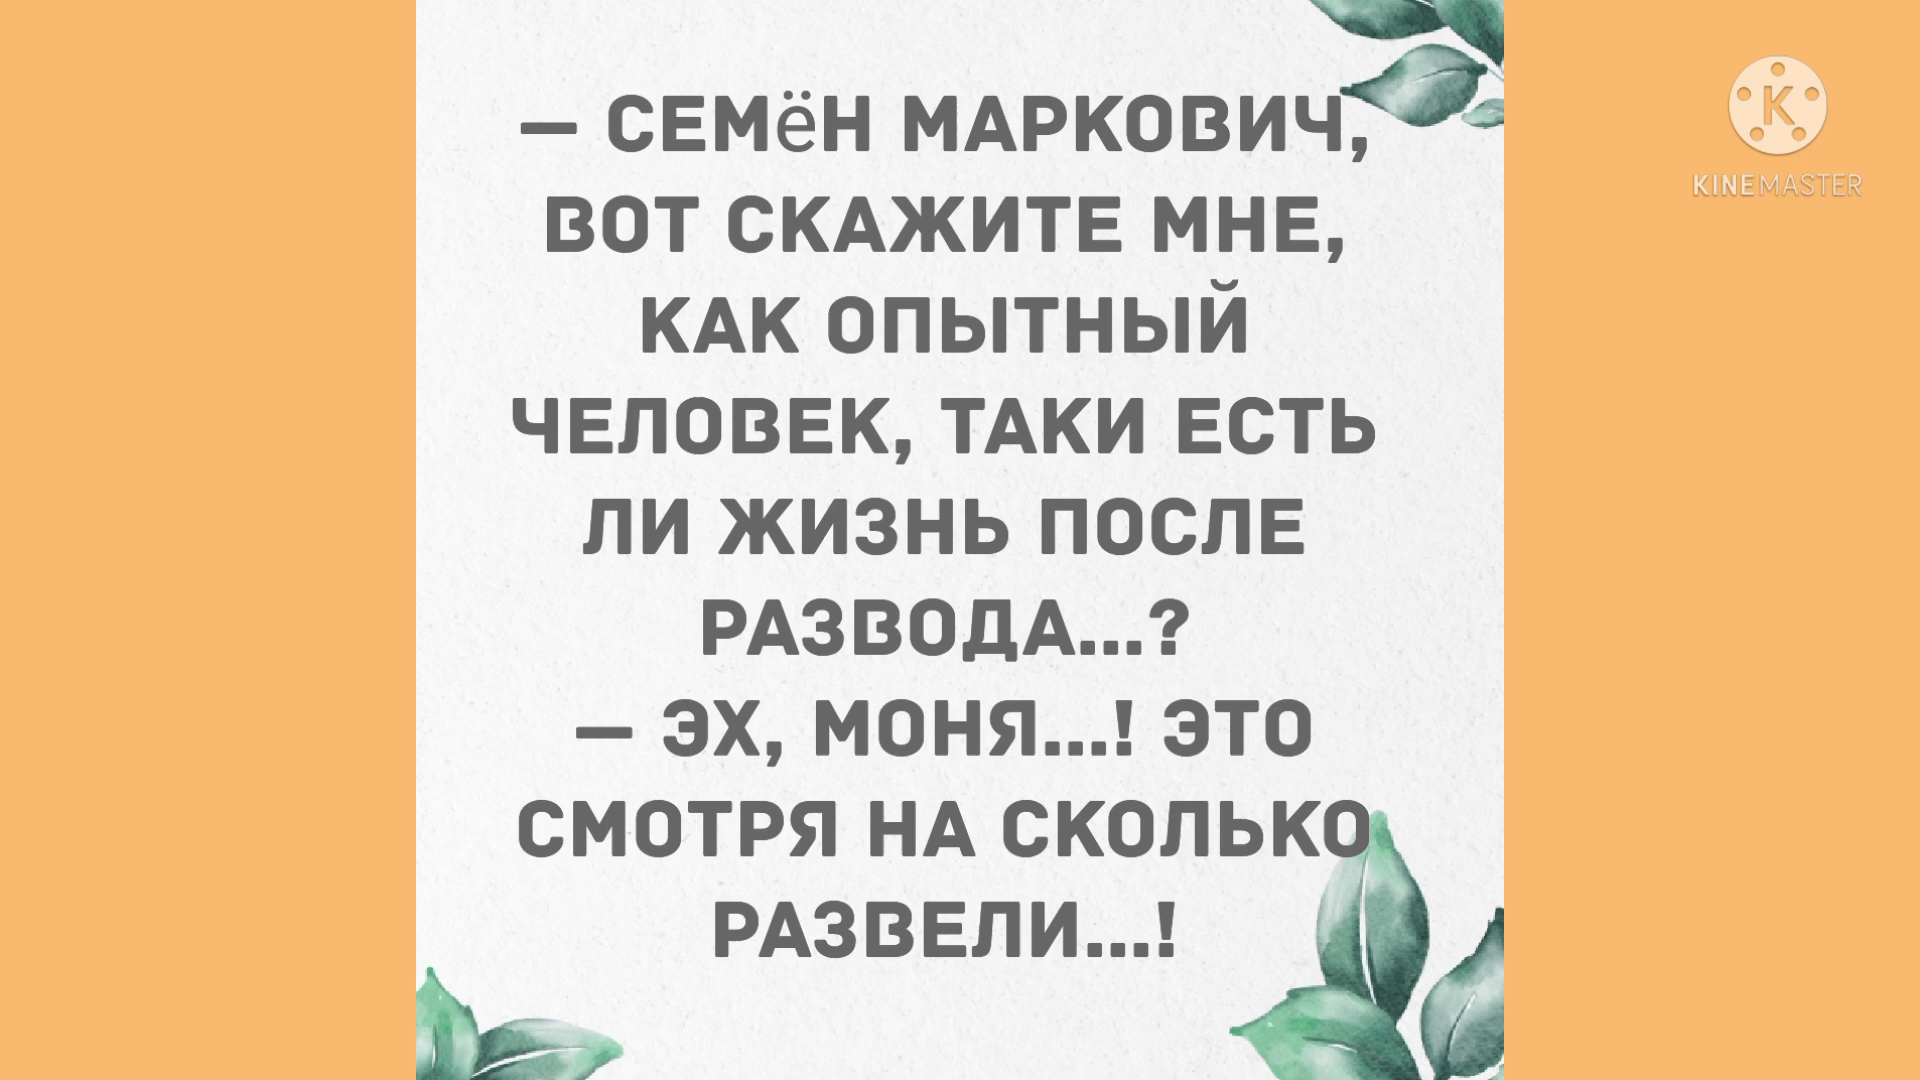 — СЕМёН МАРКОВИЧ,
ВОТ СКАЖИТЕ МНЕ,
КАК ОПЫТНЫЙ
ЧЕЛОВЕК, ТАКИ ЕСТЬ
ЛИ ЖИЗНЬ ПОСЛЕ
РАЗВОДА...?
— ЭХ, МОНЯ...! ЭТО
СМОТРЯ НА СКОЛЬКО
РАЗВЕЛИ...!
K
KINEMASTER